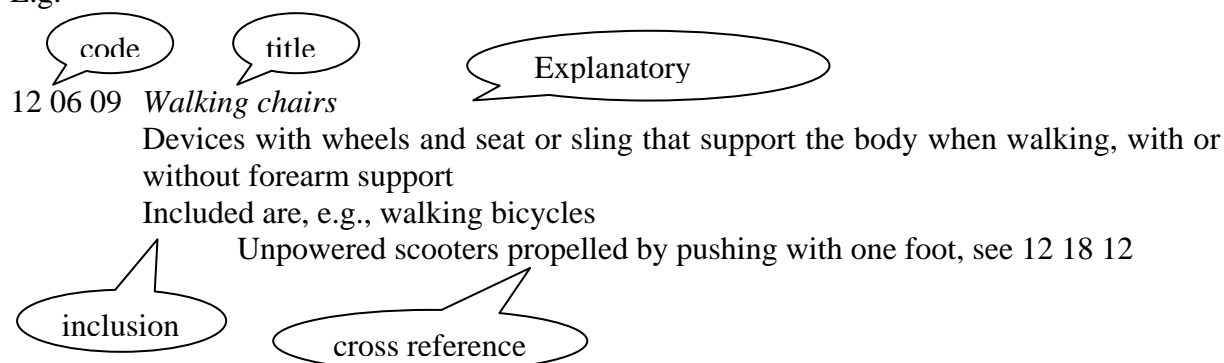 E.g.
code title
Explanatory
12 06 09 Walking chairs
Devices with wheels and seat or sling that support the body when walking, with or
without forearm support
Included are, e.g., walking bicycles
Unpowered scooters propelled by pushing with one foot, see 12 18 12
inclusion
cross reference